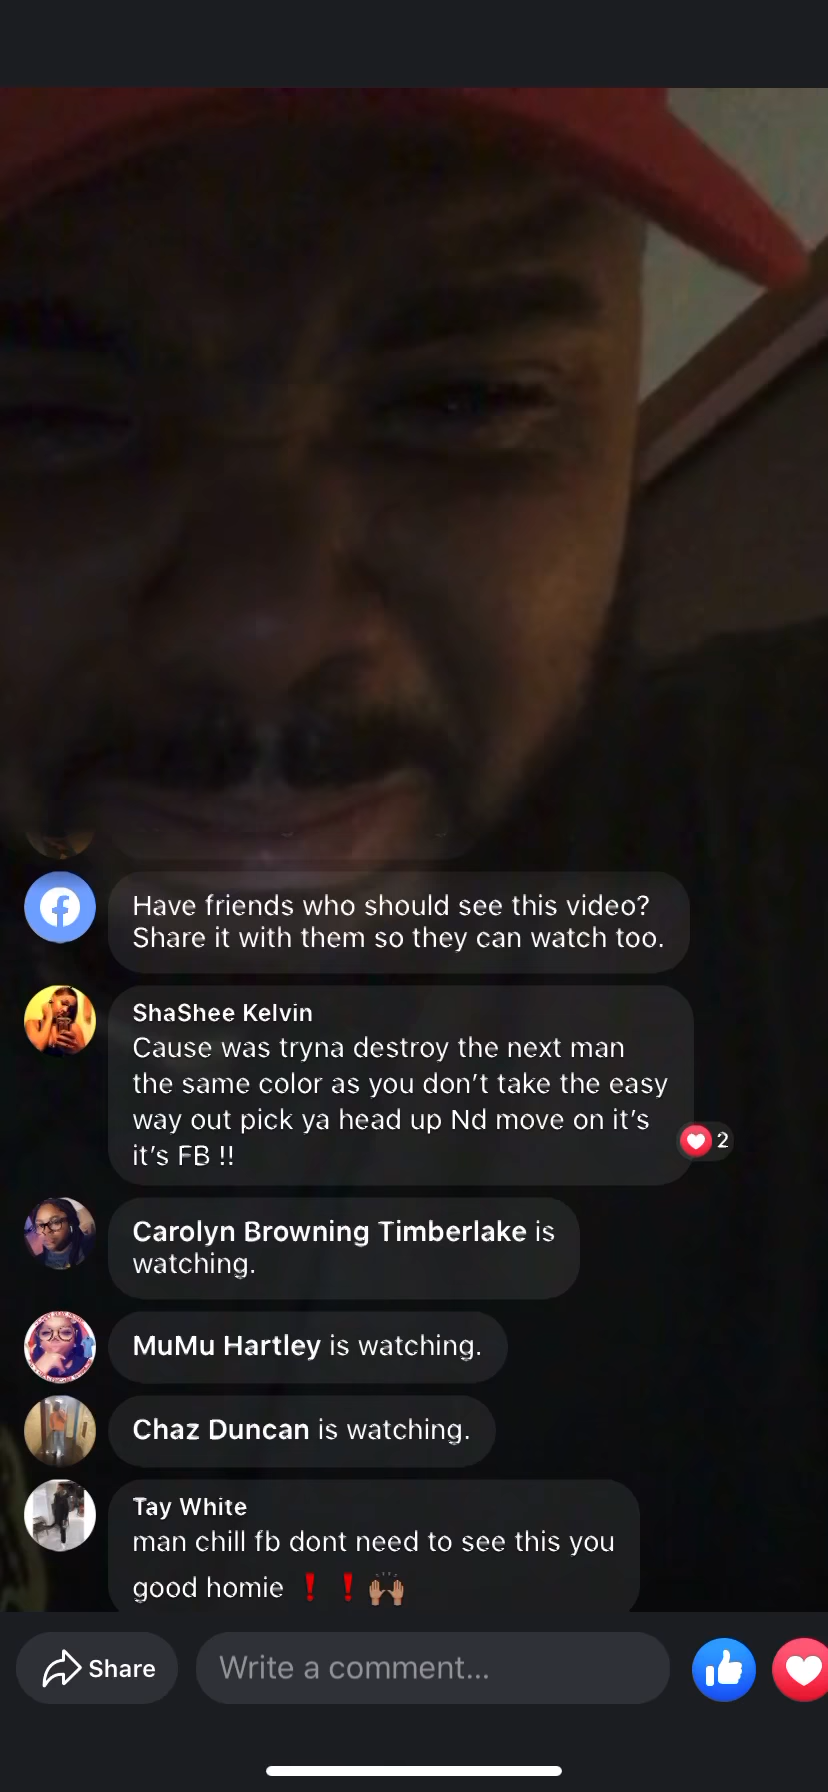 Have friends who should see this video?
Share it with them so they can watch too.
ShaShee Kelvin
Cause was tryna destroy the next man
the same color as you don't take the easy
way out pick ya head up Nd move on it's
it's FB !!
2
Carolyn Browning Timberlake is
watching.
MuMu Hartley is watching.
Chaz Duncan is watching.
Tay White
man chill fb dont need to see this you
good homie ❗ ❗🙌🏽
Share
Write a comment...